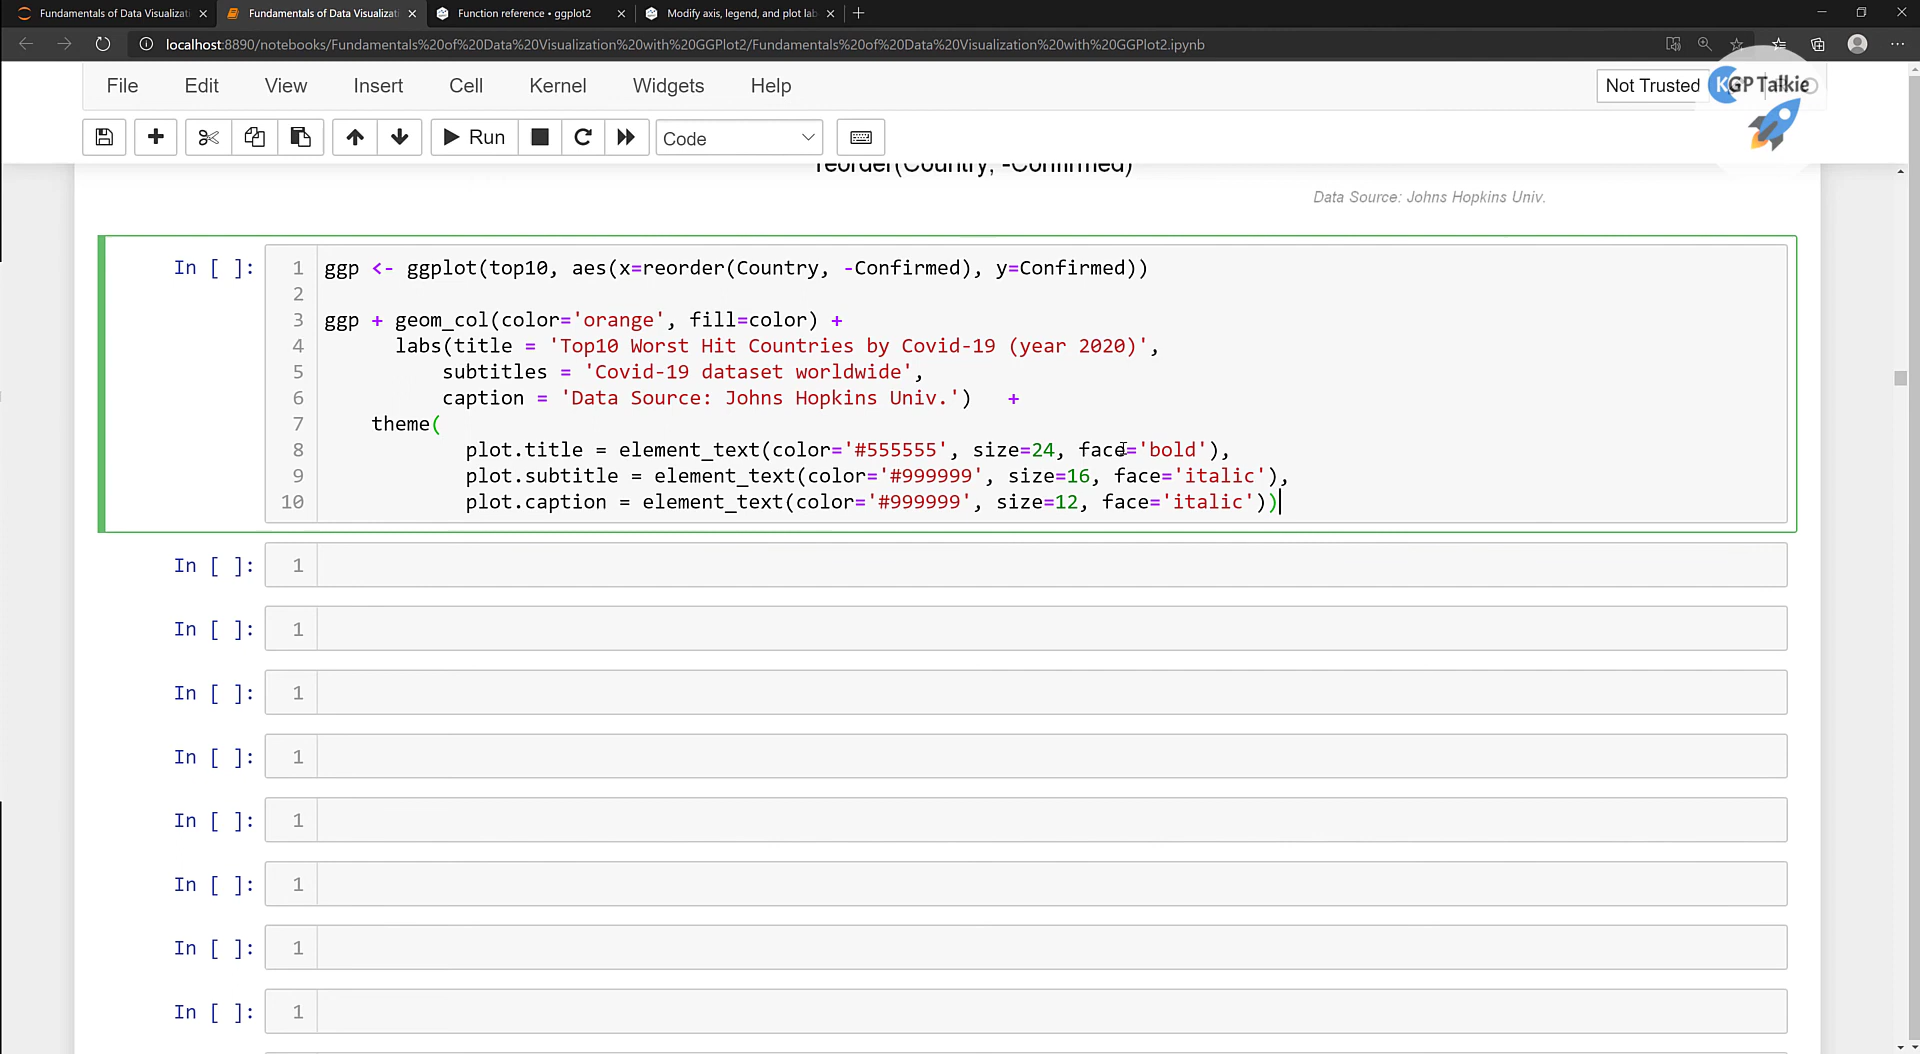 Fundamentals of Data Visualizati
Fundamentals of Data Visualizati
Function reference • ggplot2
Modify axis, legend, and plot lab
localhost:8890/notebooks/Fundamentals%20of%20Data%20Visualization%20with%20GGPlot2/Fundamentals%20of%20Data%20Visualization%20with%20GGPlot2.ipynb
File Edit View Insert Cell Kernel Widgets Help
Not Trusted
KGP Talkie
Run
Code
reorder(Country, -Confirmed)
Data Source: Johns Hopkins Univ.
In [ ]:
1 ggp <- ggplot(top10, aes(x=reorder(Country, -Confirmed), y=Confirmed))
2
3 ggp + geom_col(color='orange', fill=color) +
4 labs(title = 'Top10 Worst Hit Countries by Covid-19 (year 2020)',
5 subtitles = 'Covid-19 dataset worldwide',
6 caption = 'Data Source: Johns Hopkins Univ.') +
7 theme(
8 plot.title = element_text(color='#555555', size=24, face='bold'),
9 plot.subtitle = element_text(color='#999999', size=16, face='italic'),
10 plot.caption = element_text(color='#999999', size=12, face='italic'))
In [ ]: 1
In [ ]: 1
In [ ]: 1
In [ ]: 1
In [ ]: 1
In [ ]: 1
In [ ]: 1
In [ ]: 1